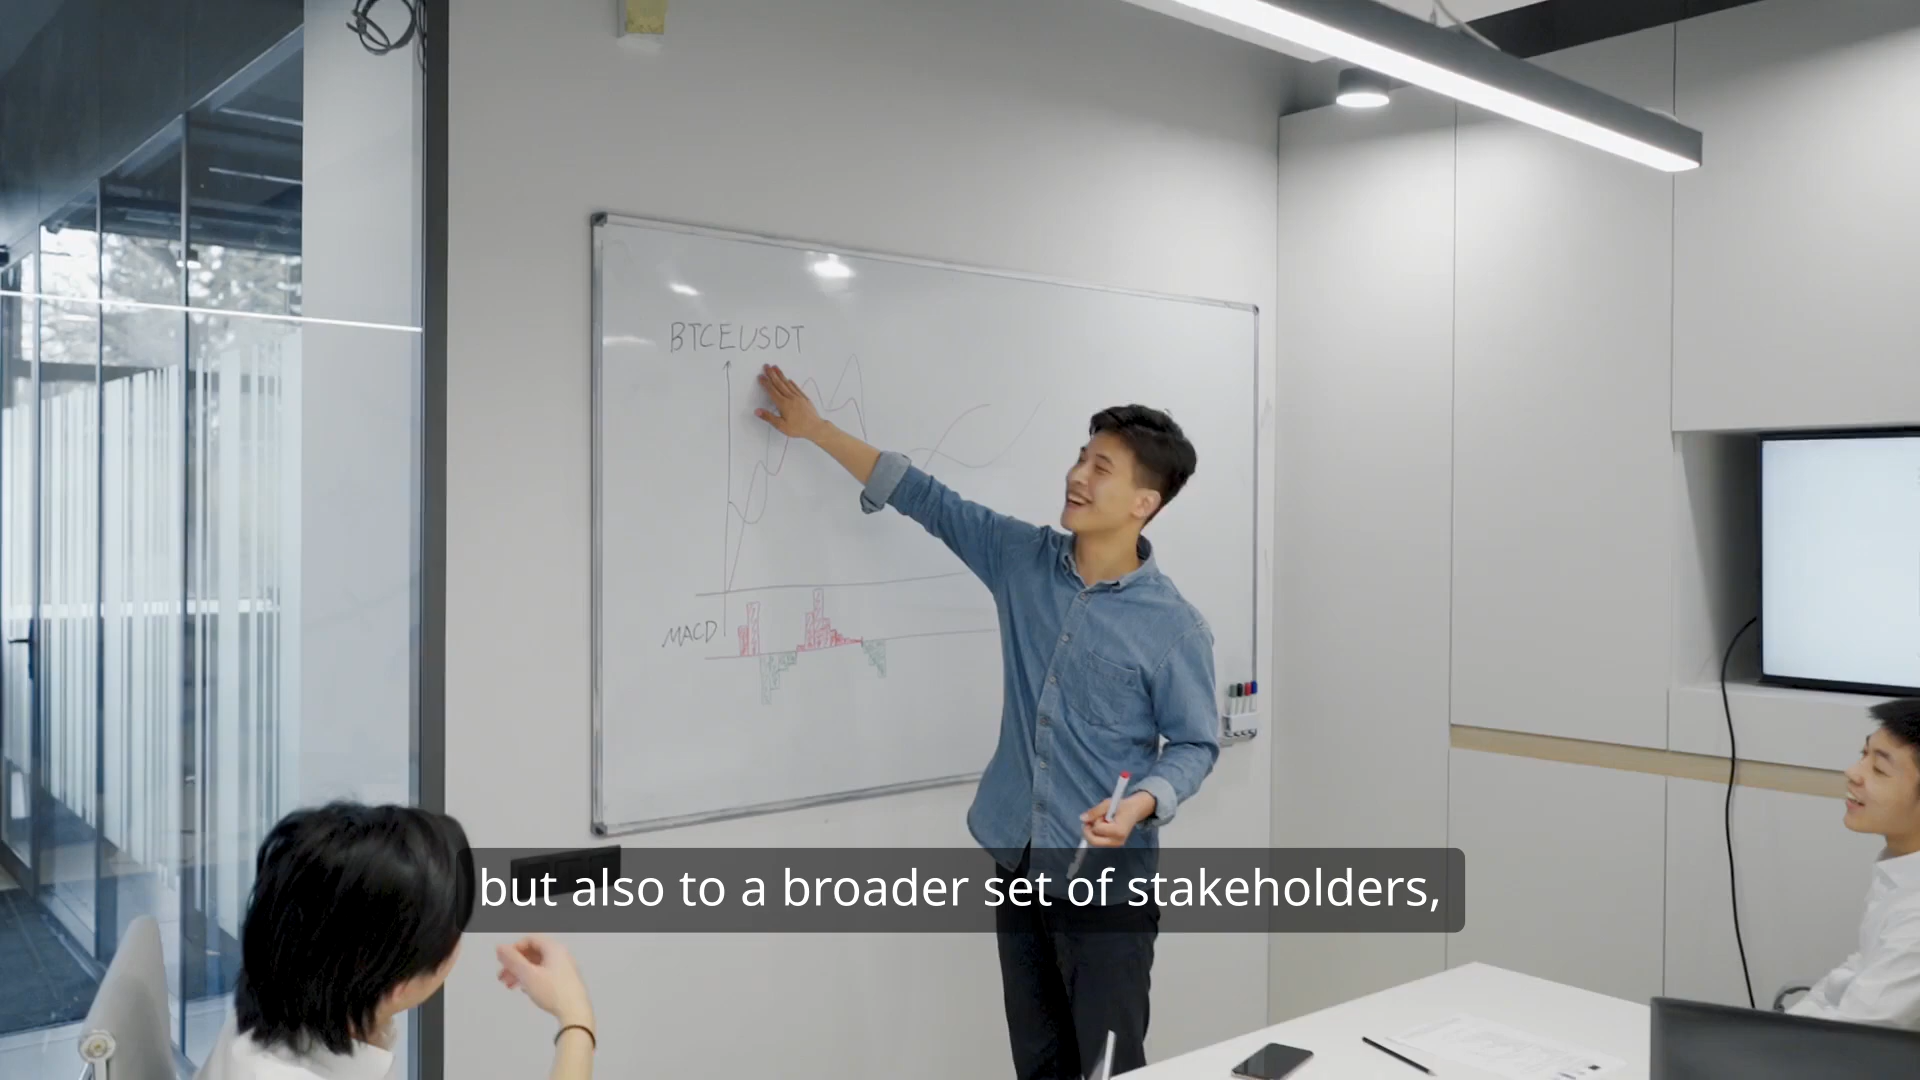 BTCEUSDT
MACD
but also to a broader set of stakeholders,